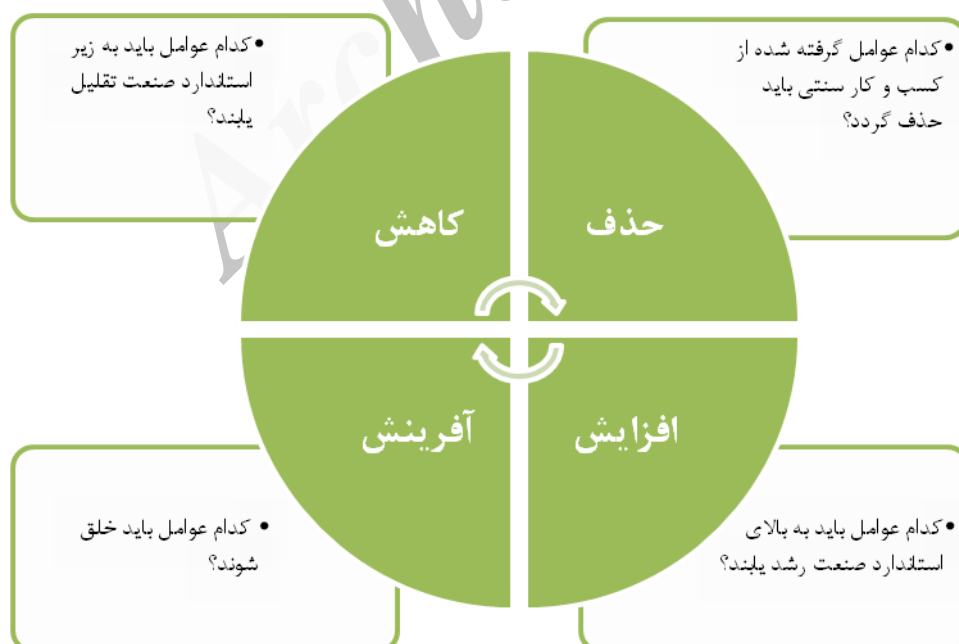 •کدام عوامل گرفته شده از
کسب و کار سنتی باید
حذف گردد؟
•کدام عوامل باید به زیر
استاندارد صنعت تقلیل
یابند؟
حذف
کاهش
افزایش
آفرینش
•کدام عوامل باید به بالای
استاندارد صنعت رشد یابند؟
• کدام عوامل باید خلق
شوند؟